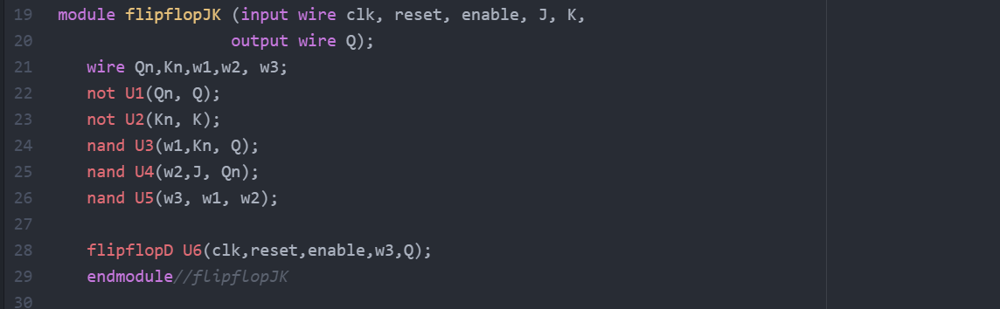 19 module flipflopJK (input wire clk, reset, enable, J, K,
20 output wire Q);
21 wire Qn,Kn,w1,w2, w3;
22 not U1(Qn, Q);
23 not U2(Kn, K);
24 nand U3(w1,Kn, Q);
25 nand U4(w2,J, Qn);
26 nand U5(w3, w1, w2);
27
28 flipflopD U6(clk,reset,enable,w3,Q);
29 endmodule//flipflopJK
30